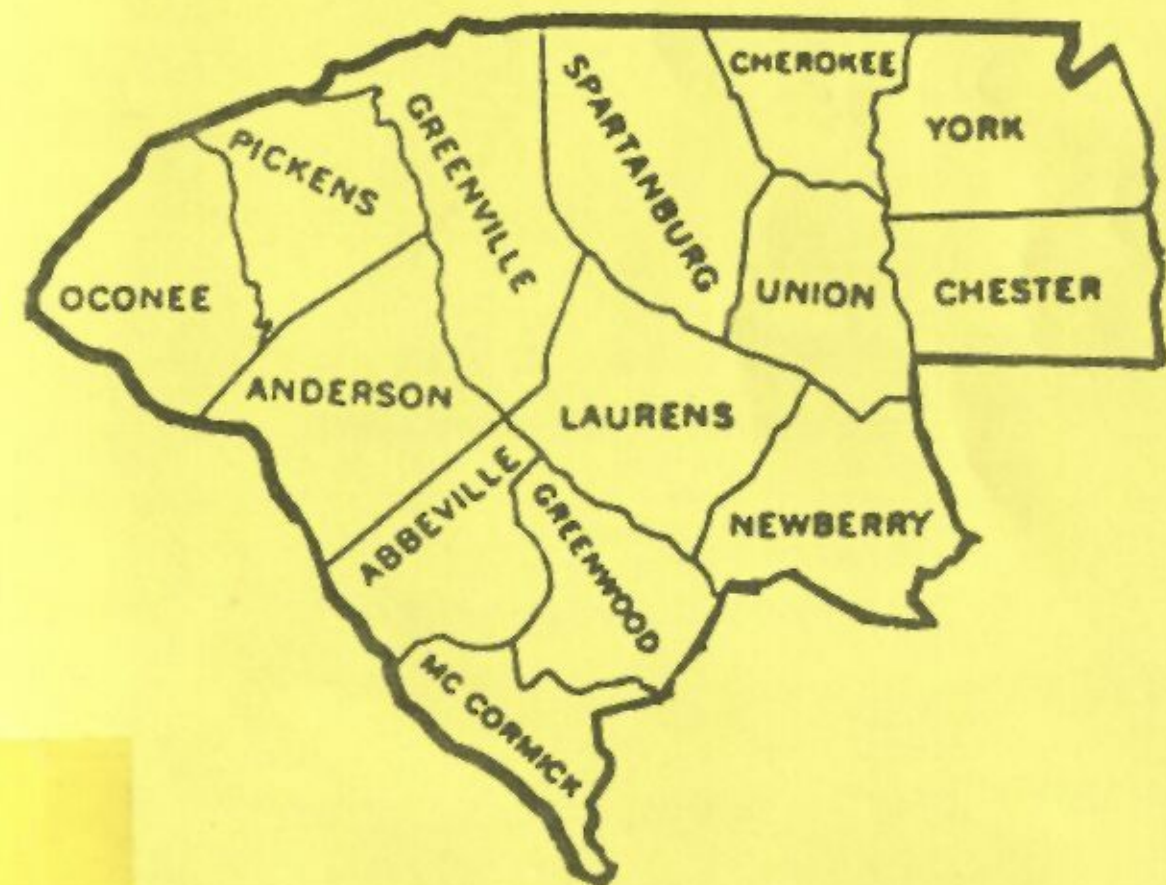 CHEROKEE
SPARTANBURG
GREENVILLE
YORK
PICKENS
OCONEE
UNION
CHESTER
ANDERSON
LAURENS
ABBEVILLE
GREENWOOD
NEWBERRY
MC CORMICK